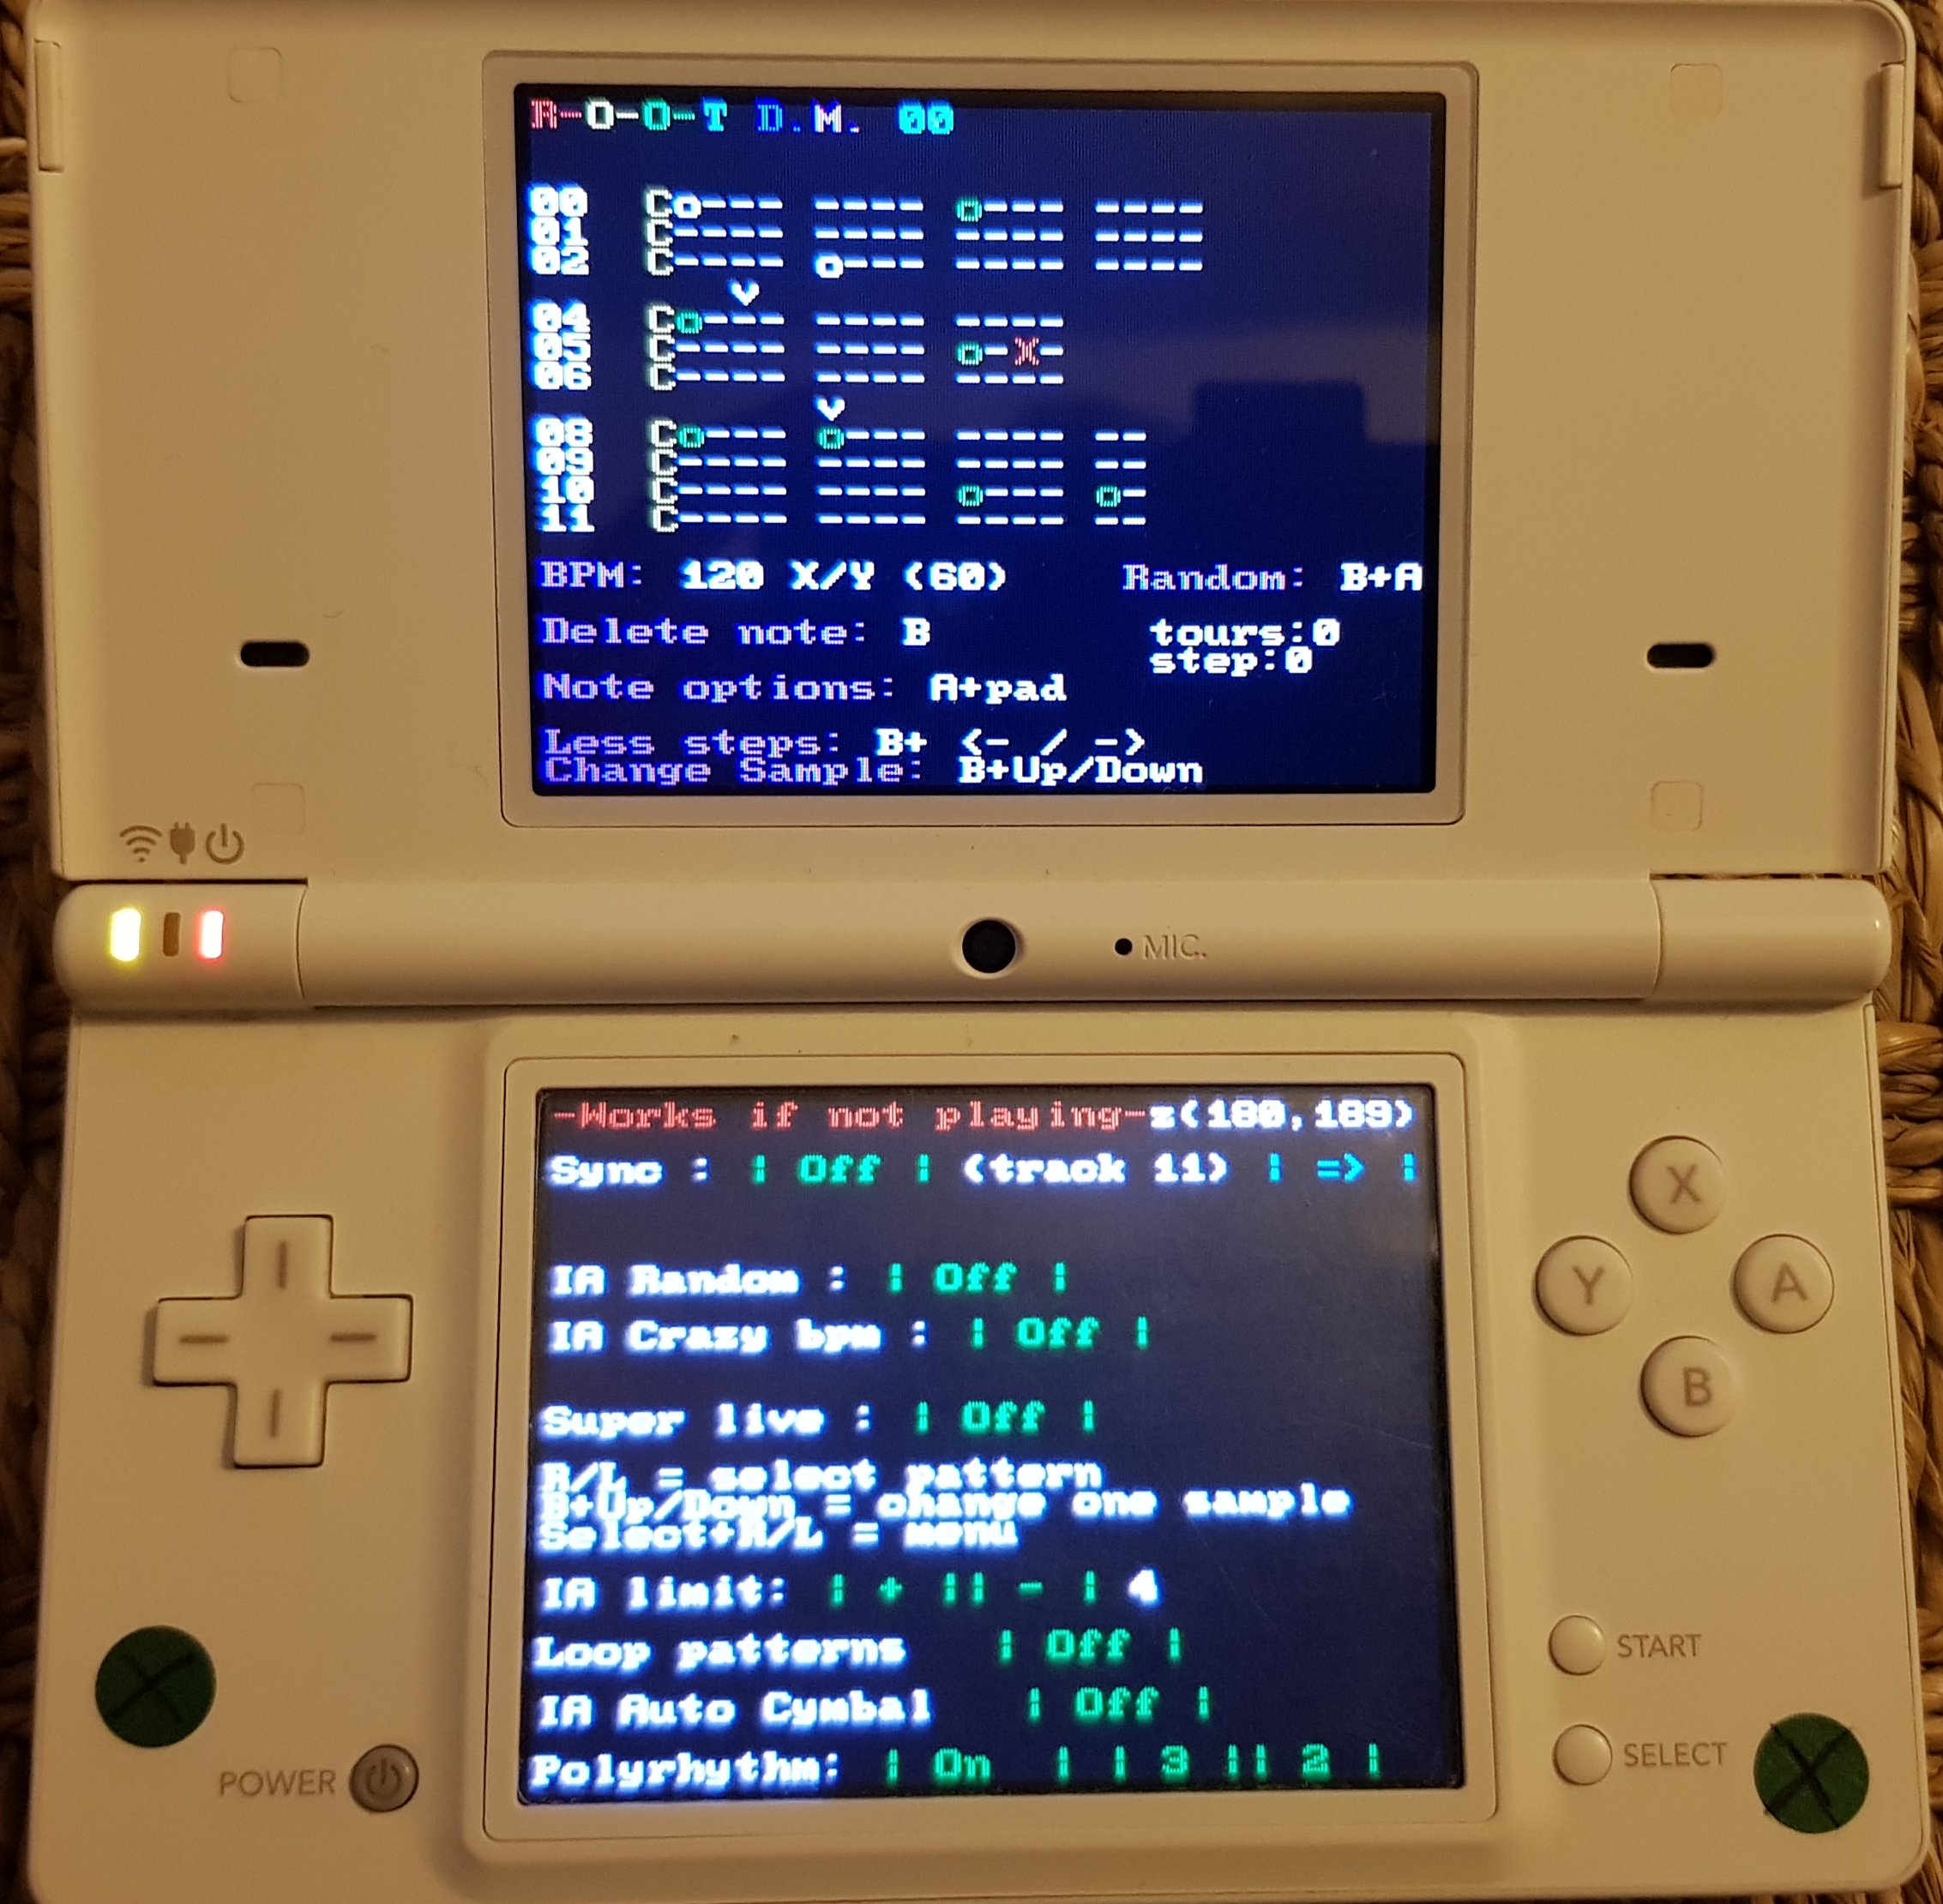 R-O-O-T D.M. 00
00 Co--- ---- o--- ----
01 C---- ---- ---- ----
02 C---- o--- ---- ----
v
04 Co--- ---- ----
05 C---- ---- o-X-
06 C---- ---- ----
v
08 Co--- o--- ---- --
09 C---- ---- ---- --
10 C---- ---- o--- o-
11 C---- ---- ---- --
BPM: 120 X/Y (60) Random: B+A
Delete note: B tours:0
step:0
Note options: A+pad
Less steps: B+ <- / ->
Change Sample: B+Up/Down
MIC.
-Works if not playing-z(180,189)
Sync : | Off | (track 11) | => |
IA Random : | Off |
IA Crazy bpm : | Off |
Super live : | Off |
R/L = select pattern
B+Up/Down = change one sample
Select+R/L = menu
IA limit: | + || - | 4
Loop patterns | Off |
IA Auto Cymbal | Off |
Polyrhythm: | On | | 3 || 2 |
X
Y
A
B
START
SELECT
POWER
X
X